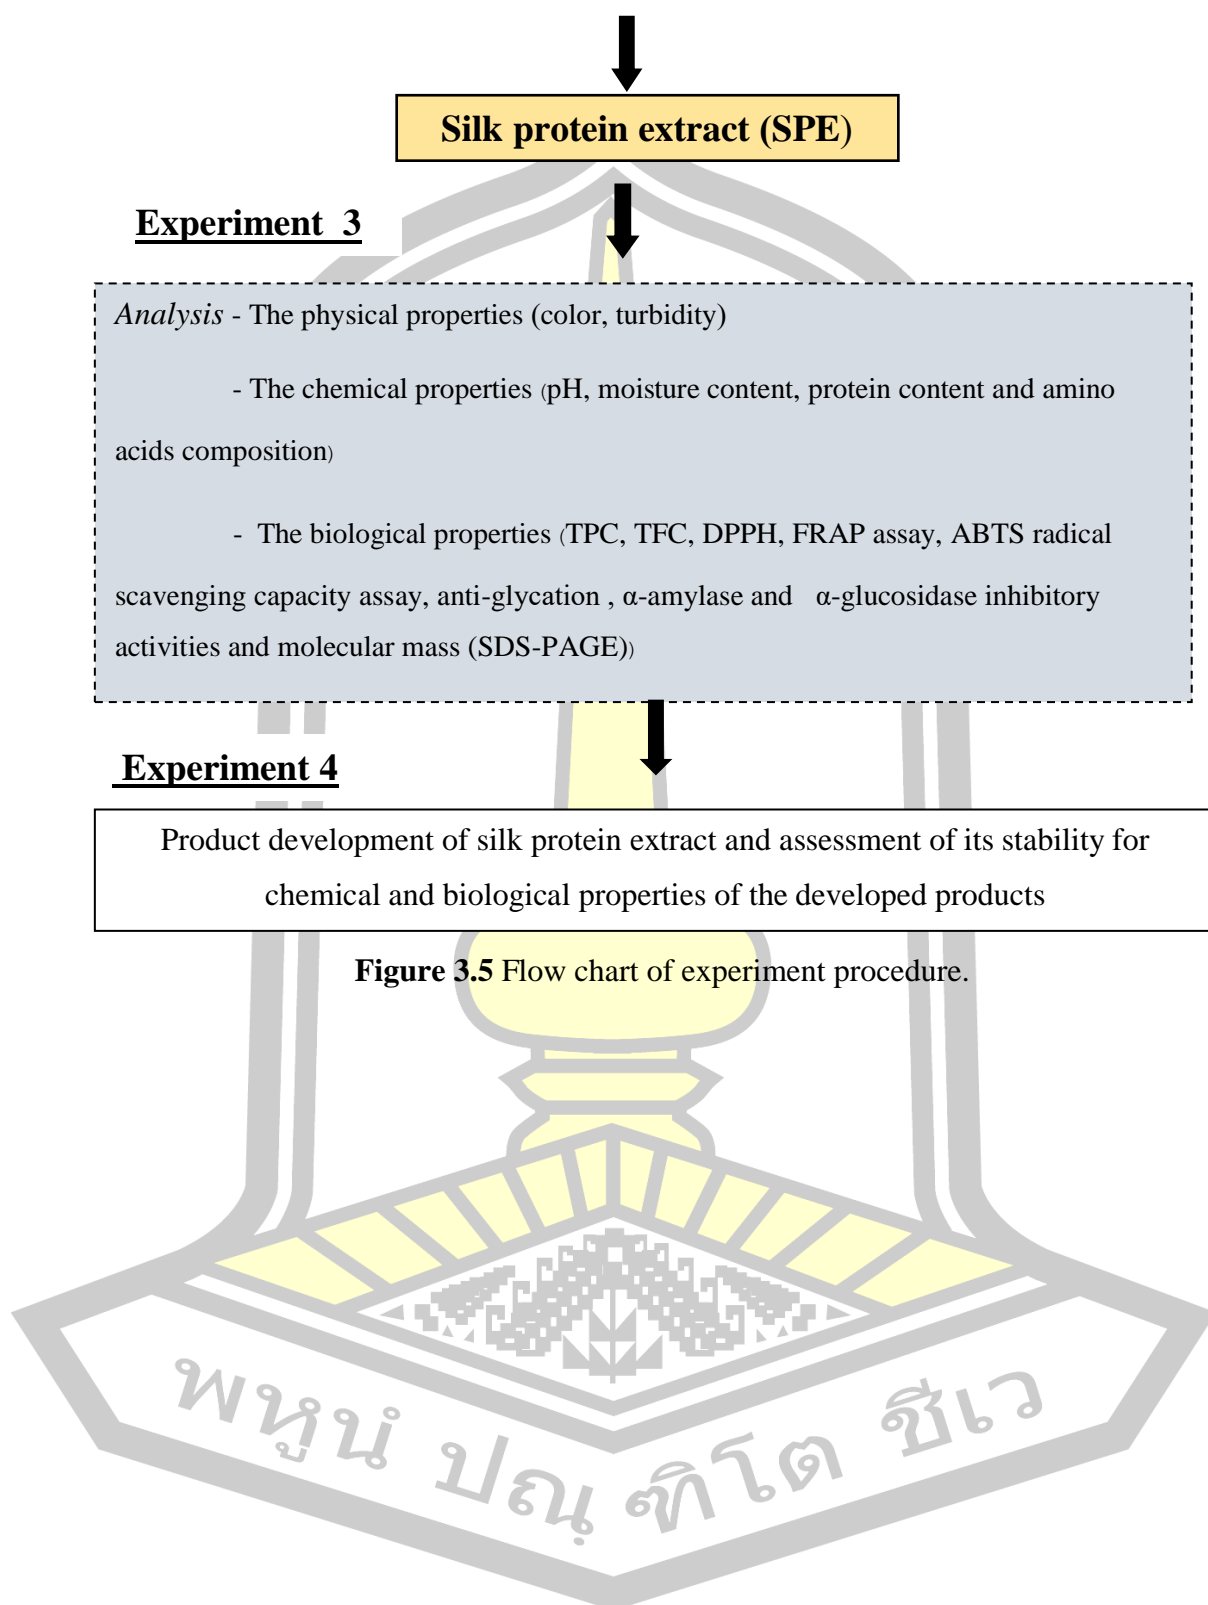 Silk protein extract (SPE)
Experiment 3
Analysis - The physical properties (color, turbidity)
- The chemical properties (pH, moisture content, protein content and amino
acids composition)
- The biological properties (TPC, TFC, DPPH, FRAP assay, ABTS radical
scavenging capacity assay, anti-glycation , α-amylase and α-glucosidase inhibitory
activities and molecular mass (SDS-PAGE))
Experiment 4
Product development of silk protein extract and assessment of its stability for
chemical and biological properties of the developed products
Figure 3.5 Flow chart of experiment procedure.
พหูนํ ปณฺฑิโต ชีเว